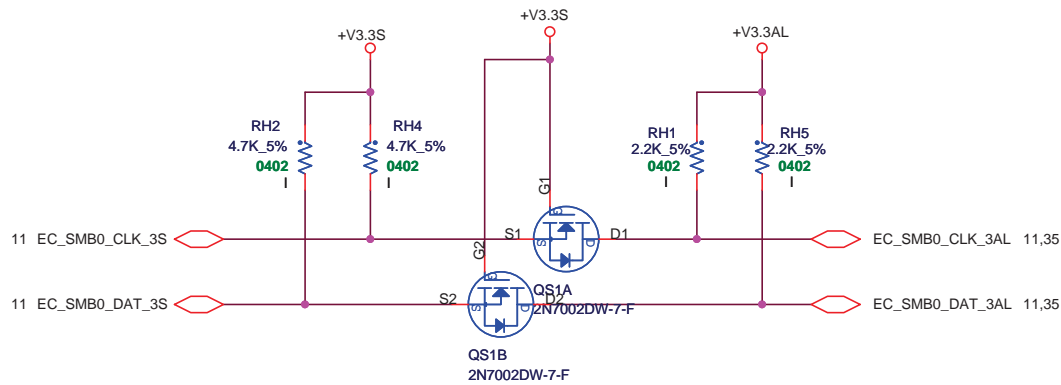 +V3.3S
+V3.3S
+V3.3AL
RH2
4.7K_5%
0402
I
RH4
4.7K_5%
0402
I
RH1
2.2K_5%
0402
I
RH5
2.2K_5%
0402
I
G1
G
11 EC_SMB0_CLK_3S
S1
S
D
D1
EC_SMB0_CLK_3AL 11,35
G2
G
QS1A
2N7002DW-7-F
11 EC_SMB0_DAT_3S
S2
S
D
D2
EC_SMB0_DAT_3AL 11,35
QS1B
2N7002DW-7-F